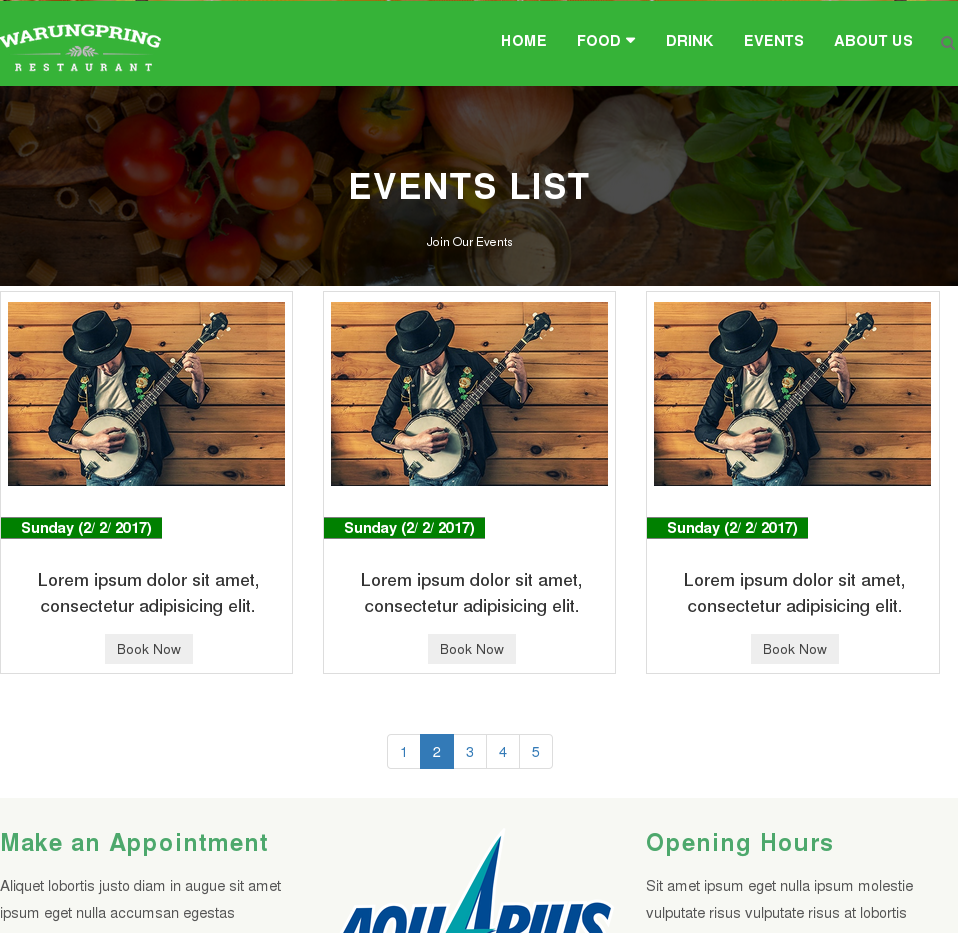 WARUNGPRING
RESTAURANT
HOME FOOD DRINK EVENTS ABOUT US
EVENTS LIST
Join Our Events
Sunday (2/ 2/ 2017)
Lorem ipsum dolor sit amet,
consectetur adipisicing elit.
Book Now
Sunday (2/ 2/ 2017)
Lorem ipsum dolor sit amet,
consectetur adipisicing elit.
Book Now
Sunday (2/ 2/ 2017)
Lorem ipsum dolor sit amet,
consectetur adipisicing elit.
Book Now
1 2 3 4 5
Make an Appointment
Aliquet lobortis justo diam in augue sit amet
ipsum eget nulla accumsan egestas
AQUARIUS
Opening Hours
Sit amet ipsum eget nulla ipsum molestie
vulputate risus vulputate risus at lobortis